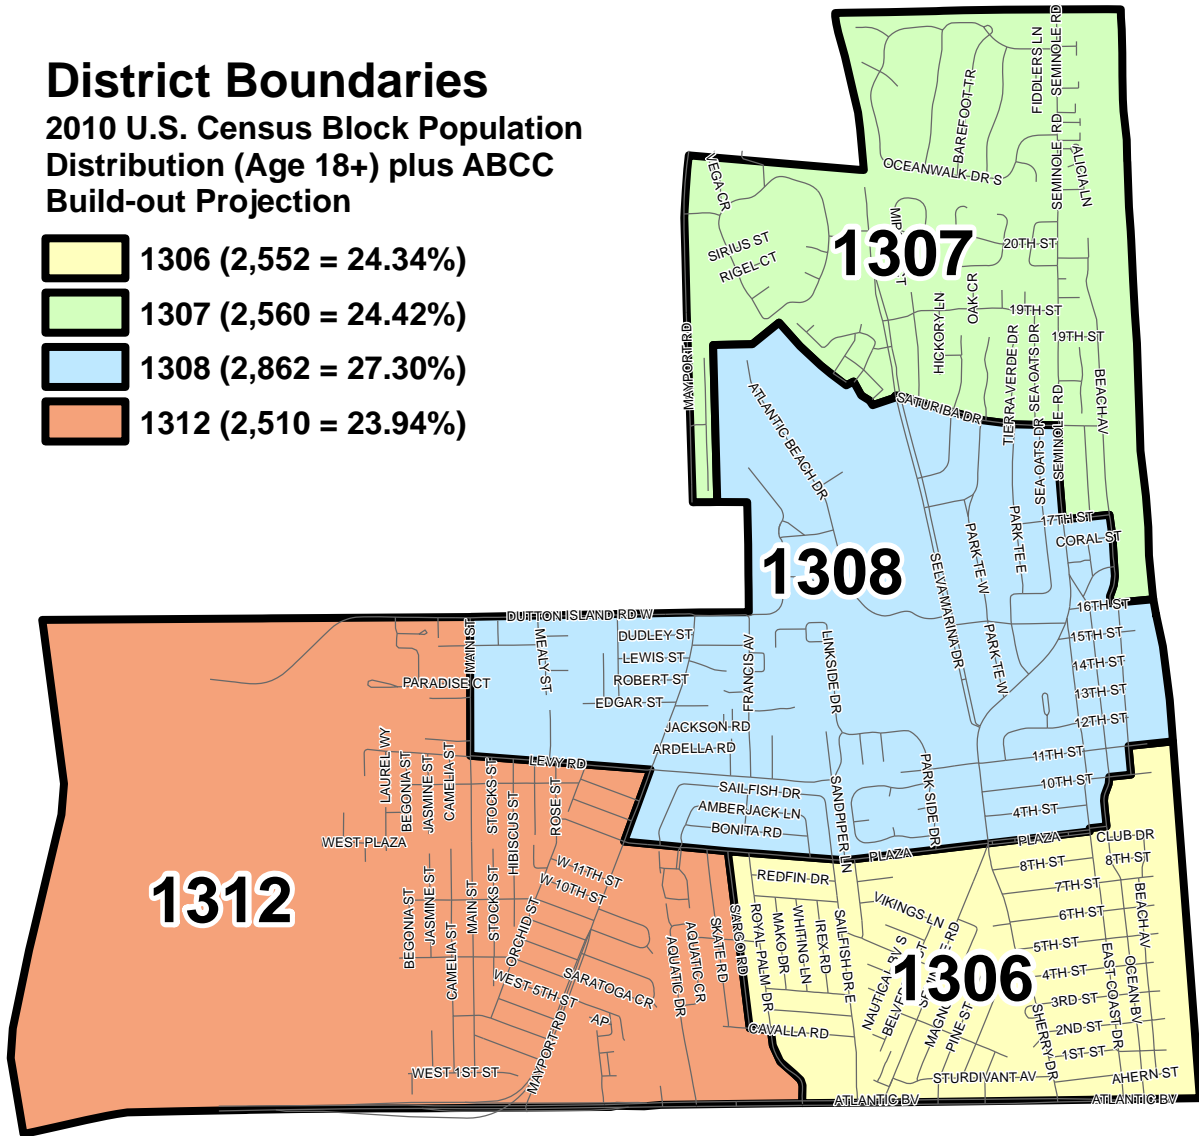 District Boundaries
2010 U.S. Census Block Population
Distribution (Age 18+) plus ABCC
Build-out Projection
1306 (2,552 = 24.34%)
1307 (2,560 = 24.42%)
1308 (2,862 = 27.30%)
1312 (2,510 = 23.94%)
SEMINOLE RD
FIDDLERS LN
BAREFOOT TR
SEMINOLE RD
ALICIA LN
VEGA CR
OCEANWALK DR S
SIRIUS ST
RIGEL CT
1307
20TH ST
OAK CR
HICKORY LN
19TH ST
19TH ST
MAYPORT RD
TIERRA VERDE DR
SEA OATS DR
BEACH AV
SATURIBA DR
ATLANTIC BEACH DR
SEA OATS DR
SEMINOLE RD
17TH ST
CORAL ST
PARK TE E
PARK TE W
SELVA MARINA DR
1308
16TH ST
DUTTON ISLAND RD W
MAIN ST
MEALY ST
DUDLEY ST
LEWIS ST
ROBERT ST
EDGAR ST
FRANCIS AV
LINKSIDE DR
PARK TE W
15TH ST
14TH ST
13TH ST
12TH ST
11TH ST
10TH ST
PARADISE CT
JACKSON RD
ARDELLA RD
LEVY RD
LAUREL WY
BEGONIA ST
JASMINE ST
CAMELIA ST
STOCKS ST
HIBISCUS ST
ROSE ST
SAILFISH DR
AMBERJACK LN
BONITA RD
SANDPIPER LN
PARK SIDE DR
4TH ST
PLAZA
PLAZA
CLUB DR
WEST PLAZA
W 11TH ST
W 10TH ST
REDFIN DR
8TH ST
8TH ST
7TH ST
6TH ST
5TH ST
4TH ST
3RD ST
2ND ST
1ST ST
1312
BEGONIA ST
JASMINE ST
CAMELIA ST
MAIN ST
STOCKS ST
ORCHID ST
VIKINGS LN
BEACH AV
SARATOGA CR
WEST 5TH ST
AP
AQUATIC DR
AQUATIC CR
SKATE RD
SARGO RD
ROYAL PALM DR
MAKO DR
WHITING LN
IREX RD
SAILFISH DR E
1306
PINE ST
EAST COAST DR
OCEAN BV
SHERRY DR
CAVALLA RD
MAYPORT RD
WEST 1ST ST
STURDIVANT AV
AHERN ST
ATLANTIC BV
ATLANTIC BV